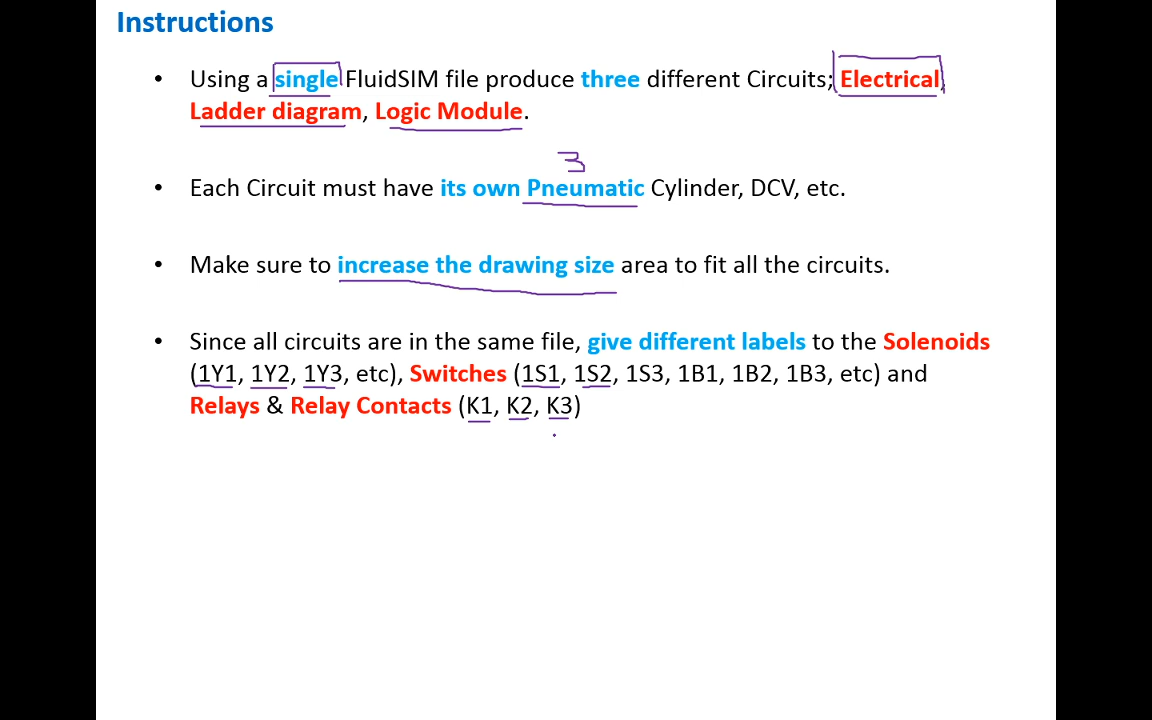 Instructions
• Using a single FluidSIM file produce three different Circuits; Electrical,
Ladder diagram, Logic Module.
3
• Each Circuit must have its own Pneumatic Cylinder, DCV, etc.
• Make sure to increase the drawing size area to fit all the circuits.
• Since all circuits are in the same file, give different labels to the Solenoids
(1Y1, 1Y2, 1Y3, etc), Switches (1S1, 1S2, 1S3, 1B1, 1B2, 1B3, etc) and
Relays & Relay Contacts (K1, K2, K3)